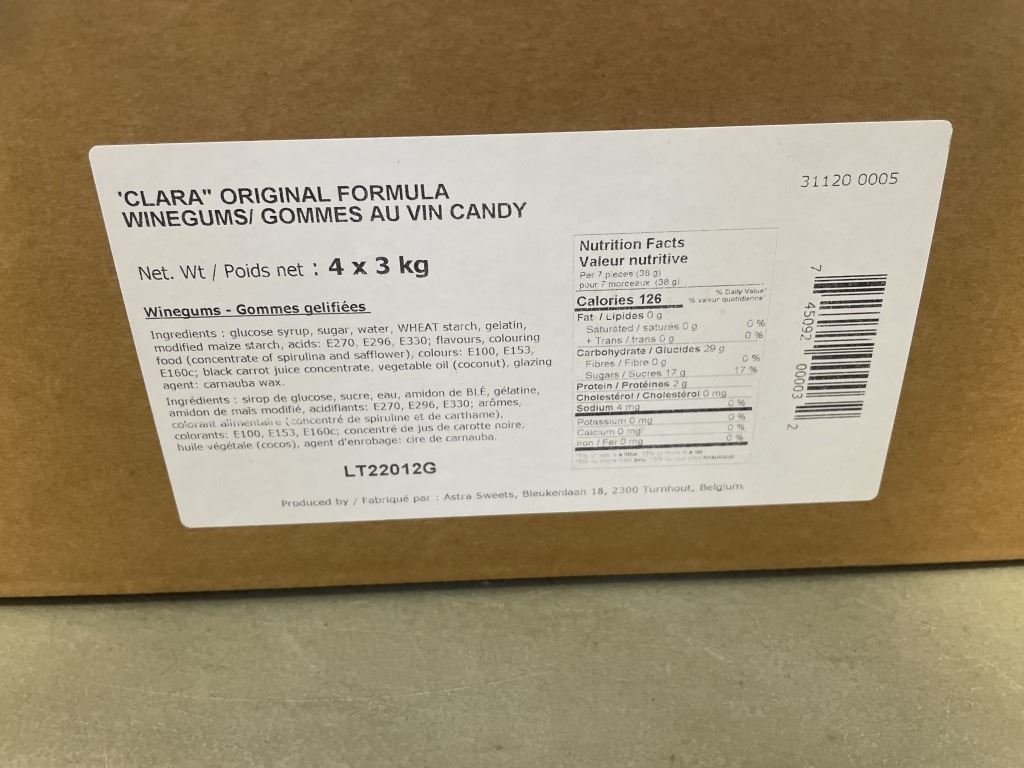 'CLARA" ORIGINAL FORMULA
WINEGUMS/ GOMMES AU VIN CANDY
31120 0005
Net. Wt / Poids net : 4 x 3 kg
Winegums - Gommes gelifiées
Ingredients : glucose syrup, sugar, water, WHEAT starch, gelatin,
modified maize starch, acids: E270, E296, E330; flavours, colouring
food (concentrate of spirulina and safflower), colours: E100, E153,
E160c; black carrot juice concentrate, vegetable oil (coconut), glazing
agent: carnauba wax.
Ingrédients : sirop de glucose, sucre, eau, amidon de BLÉ, gélatine,
amidon de maïs modifié, acidifiants: E270, E296, E330; arômes,
colorant alimentaire (concentré de spiruline et de carthame),
colorants: E100, E153, E160c; concentré de jus de carotte noire,
huile végétale (cocos), agent d'enrobage: cire de carnauba.
LT22012G
Produced by / Fabriqué par : Astra Sweets, Bleukenlaan 18, 2300 Turnhout, Belgium.
Nutrition Facts
Valeur nutritive
Per 7 pieces (38 g)
pour 7 morceaux (38 g)
% Daily Value*
Calories 126 % valeur quotidienne*
Fat / Lipides 0 g
Saturated / saturés 0 g 0 %
+ Trans / trans 0 g 0 %
Carbohydrate / Glucides 29 g
Fibres / Fibre 0 g 0 %
Sugars / Sucres 17 g 17 %
Protein / Protéines 2 g
Cholestérol / Cholestérol 0 mg
Sodium 4 mg 0 %
Potassium 0 mg 0 %
Calcium 0 mg 0 %
Iron / Fer 0 mg 0 %
7 45092 00003 2